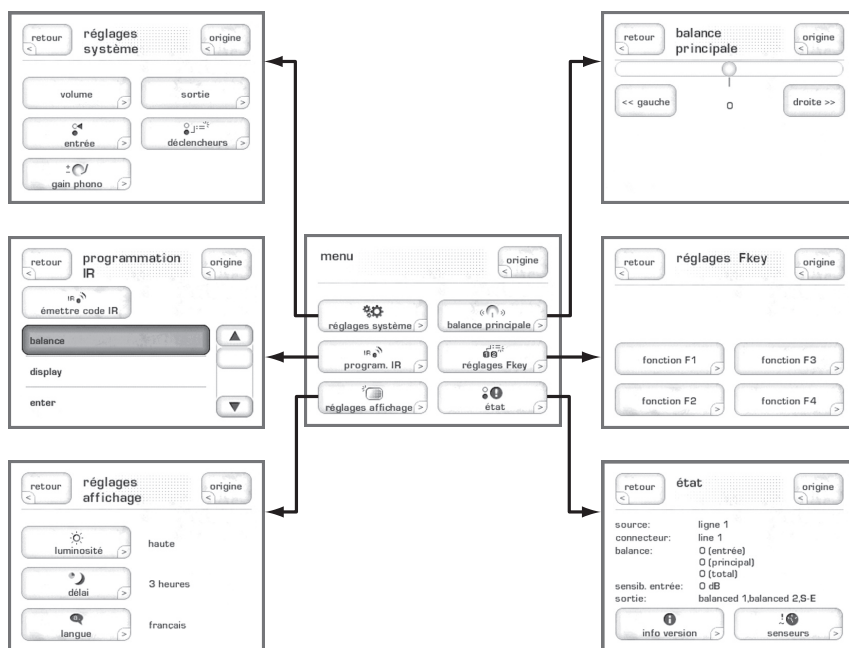 retour
<
réglages
système
origine
<
volume
>
sortie
>
entrée
>
déclencheurs
>
gain phono
>
retour
<
balance
principale
origine
<
<< gauche
0
droite >>
retour
<
programmation
IR
origine
<
IR
émettre code IR
balance
display
enter
menu
origine
<
réglages système
>
balance principale
>
IR
program. IR
>
1 2
réglages Fkey
>
réglages affichage
>
état
>
retour
<
réglages Fkey
origine
<
fonction F1
>
fonction F3
>
fonction F2
>
fonction F4
>
retour
<
réglages
affichage
origine
<
luminosité
>
haute
délai
>
3 heures
langue
>
francais
retour
<
état
origine
<
source: ligne 1
connecteur: line 1
balance: 0 (entrée)
0 (principal)
0 (total)
sensib. entrée: 0 dB
sortie: balanced 1,balanced 2,S-E
info version
>
senseurs
>